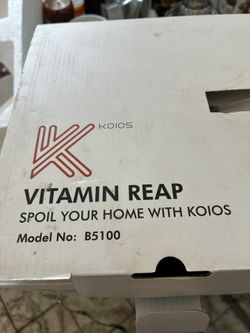 KOIOS
VITAMIN REAP
SPOIL YOUR HOME WITH KOIOS
Model No: B5100